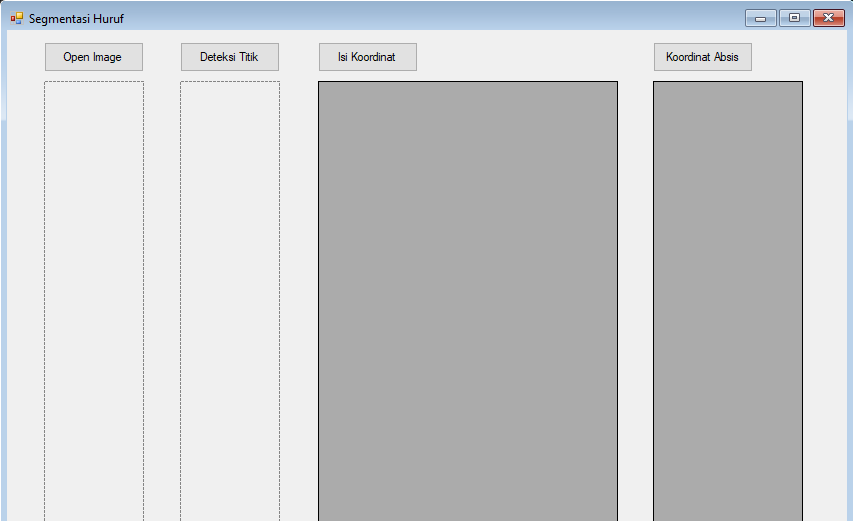 Segmentasi Huruf
Open Image
Deteksi Titik
Isi Koordinat
Koordinat Absis